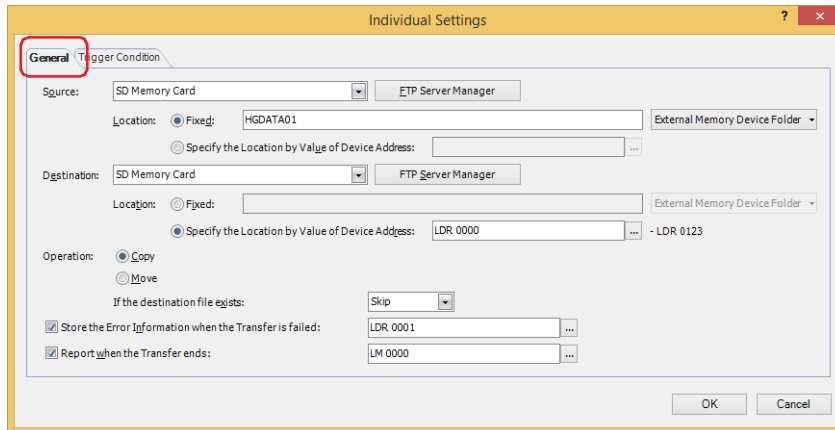 Individual Settings ? ×
General Trigger Condition
Source: SD Memory Card FTP Server Manager
Location: Fixed: HGDATA01 External Memory Device Folder
Specify the Location by Value of Device Address: ...
Destination: SD Memory Card FTP Server Manager
Location: Fixed: External Memory Device Folder
Specify the Location by Value of Device Address: LDR 0000 ... - LDR 0123
Operation: Copy
Move
If the destination file exists: Skip
Store the Error Information when the Transfer is failed: LDR 0001 ...
Report when the Transfer ends: LM 0000 ...
OK Cancel